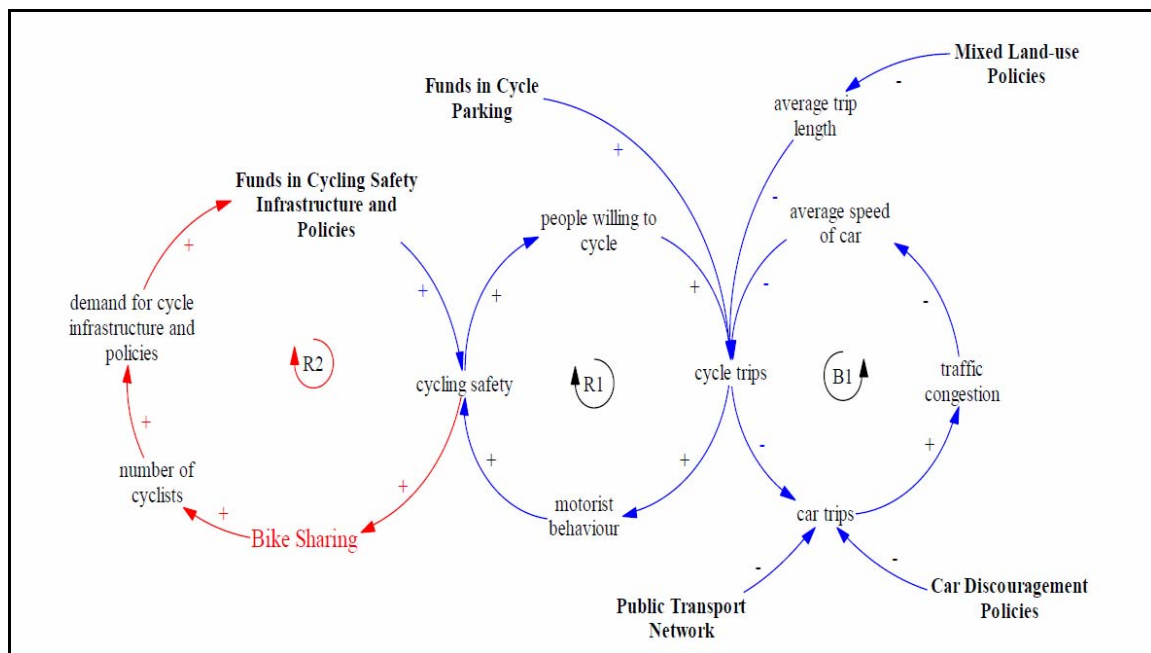 Mixed Land-use
Policies
-
Funds in Cycle
Parking
average trip
length
+
Funds in Cycling Safety
Infrastructure and
Policies
-
people willing to
cycle
average speed
of car
+
+
+
+
-
-
demand for cycle
infrastructure and
policies
R2
cycling safety
R1
cycle trips
B1
traffic
congestion
+
number of
cyclists
+
+
+
-
+
+
Bike Sharing
motorist
behaviour
car trips
-
-
Public Transport
Network
Car Discouragement
Policies